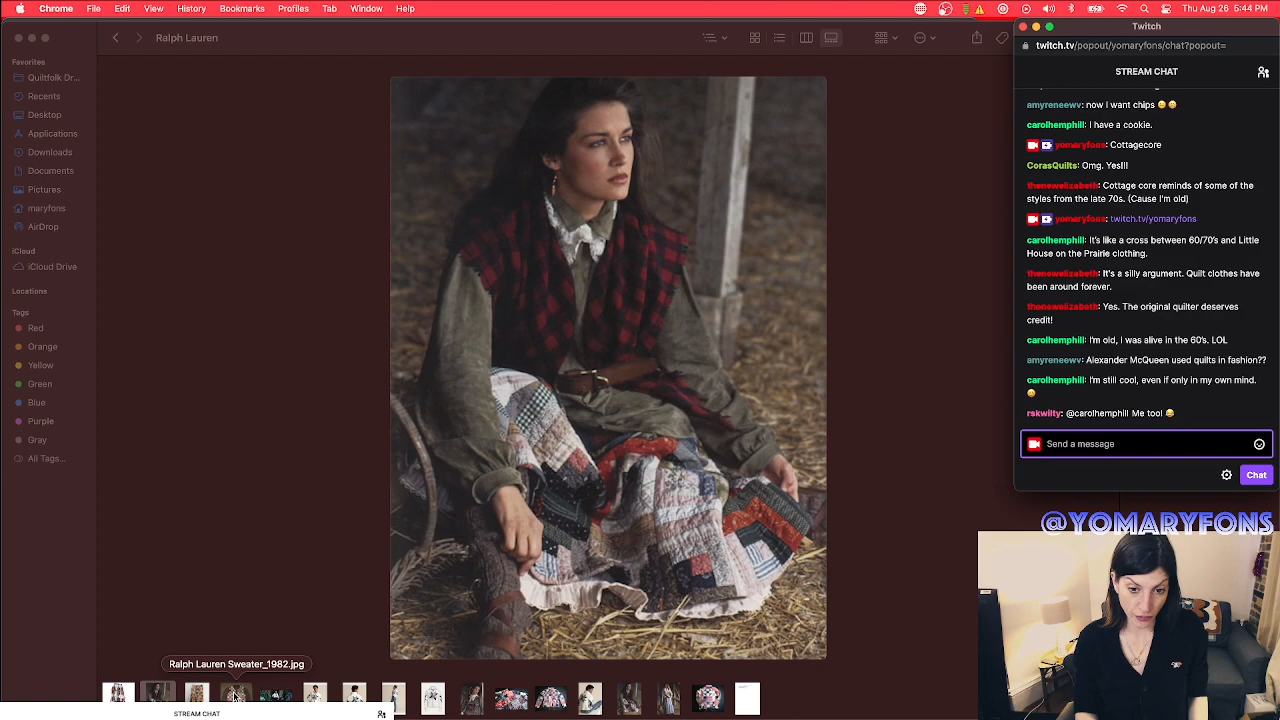 Chrome File Edit View History Bookmarks Profiles Tab Window Help
Thu Aug 26 5:44 PM
Ralph Lauren
Favorites
Quiltfolk Dr...
Recents
Desktop
Applications
Downloads
Documents
Pictures
maryfons
AirDrop
iCloud
iCloud Drive
Locations
Tags
Red
Orange
Yellow
Green
Blue
Purple
Gray
All Tags...
Ralph Lauren Sweater_1982.jpg
STREAM CHAT
Twitch
twitch.tv/popout/yomaryfons/chat?popout=
STREAM CHAT
amyreneewv: now I want chips
carolhemphill: I have a cookie.
yomaryfons: Cottagecore
CorasQuilts: Omg. Yesl!!
thenewelizabeth: Cottage core reminds of some of the
styles from the late 70s. (Cause I'm old)
yomaryfons: twitch.tv/yomaryfons
carolhemphill: It's like a cross between 60/70's and Little
House on the Prairie clothing.
thenewelizabeth: It's a silly argument. Quilt clothes have
been around forever.
thenewelizabeth: Yes. The original quilter deserves
credit!
carolhemphill: I'm old, I was alive in the 60's. LOL
amyreneewv: Alexander McQueen used quilts in fashion??
carolhemphill: I'm still cool, even if only in my own mind.
rskwilty: @carolhemphill Me too!
Send a message
Chat
@YOMARYFONS